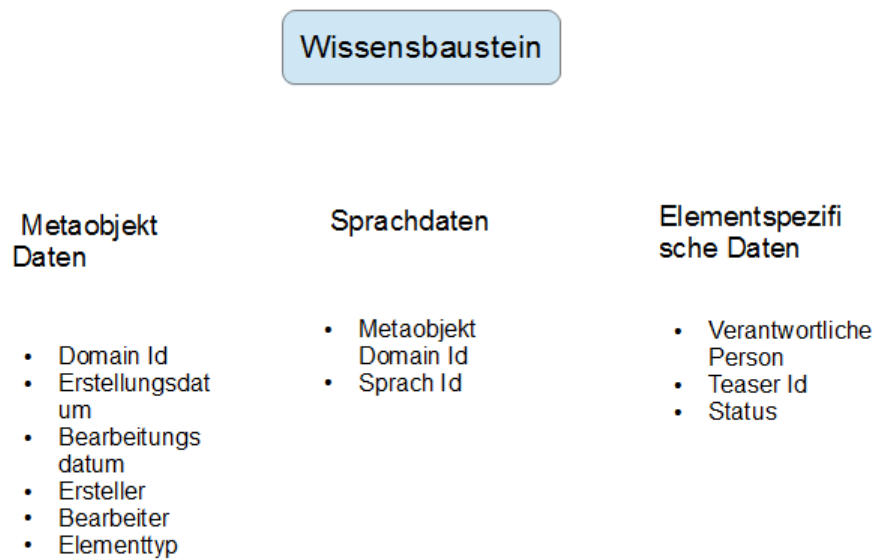 Wissensbaustein
Metaobjekt
Daten
• Domain Id
• Erstellungsdat
um
• Bearbeitungs
datum
• Ersteller
• Bearbeiter
• Elementtyp
Sprachdaten
• Metaobjekt
Domain Id
• Sprach Id
Elementspezifi
sche Daten
• Verantwortliche
Person
• Teaser Id
• Status